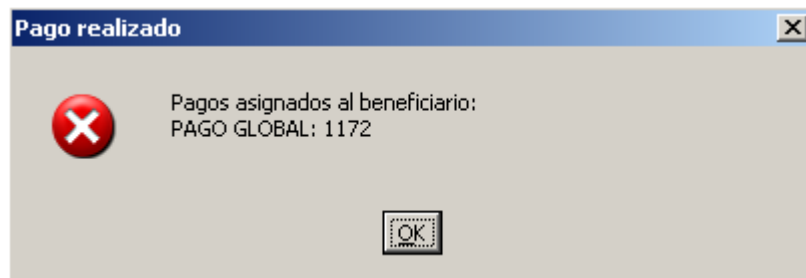 Pago realizado
Pagos asignados al beneficiario:
PAGO GLOBAL: 1172
OK